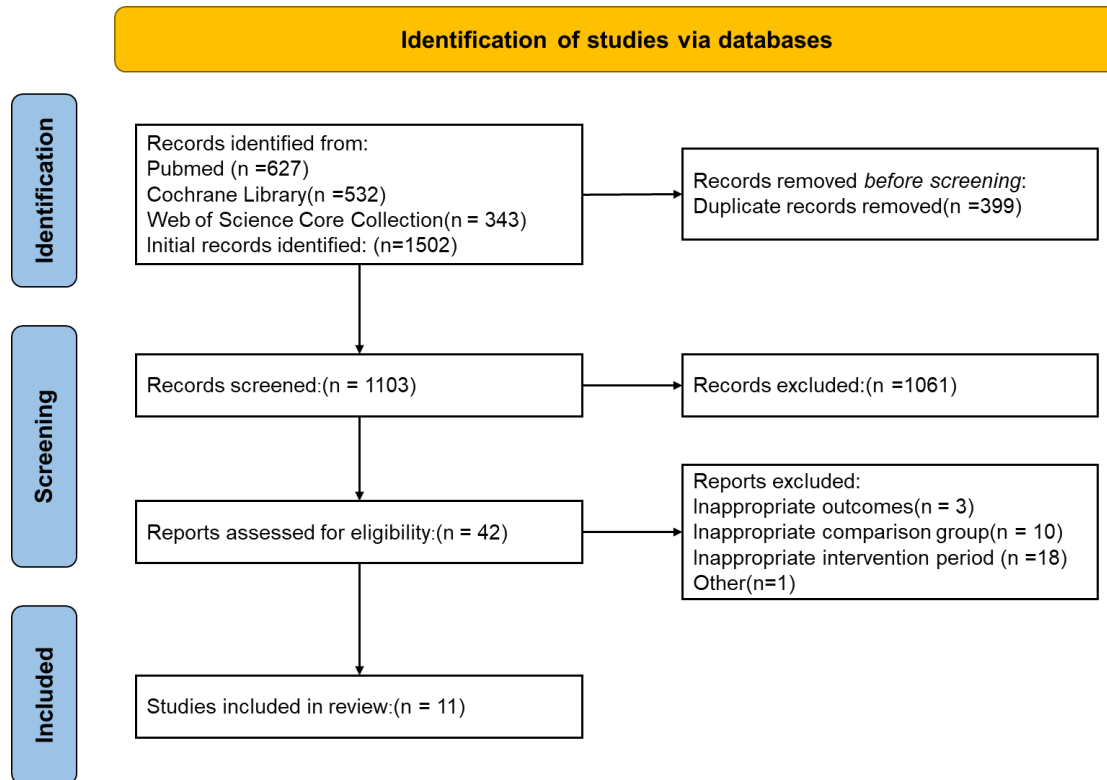 Identification of studies via databases
Identification
Records identified from:
Pubmed (n =627)
Cochrane Library(n =532)
Web of Science Core Collection(n = 343)
Initial records identified: (n=1502)
Records removed before screening:
Duplicate records removed(n =399)
Screening
Records screened:(n = 1103)
Records excluded:(n =1061)
Reports assessed for eligibility:(n = 42)
Reports excluded:
Inappropriate outcomes(n = 3)
Inappropriate comparison group(n = 10)
Inappropriate intervention period (n =18)
Other(n=1)
Included
Studies included in review:(n = 11)